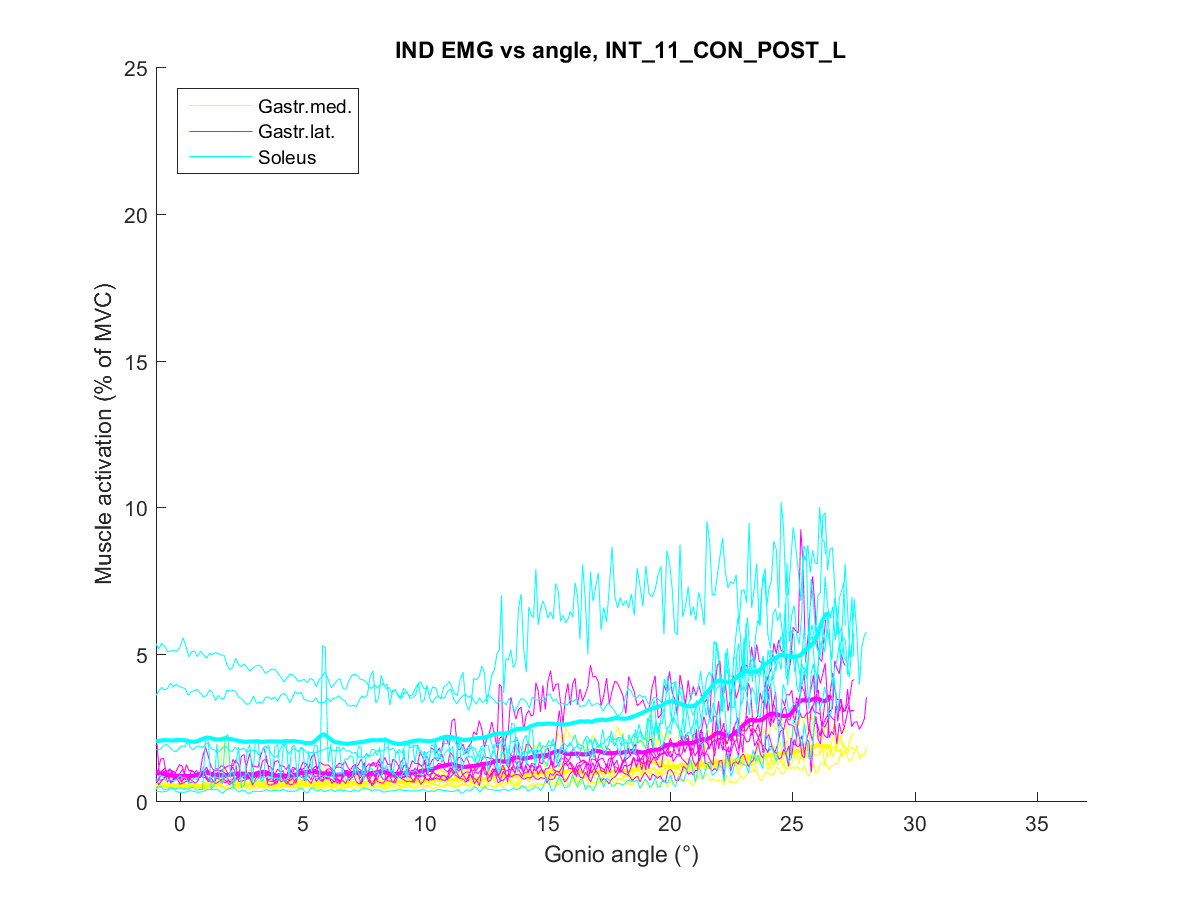 IND EMG vs angle, INT_11_CON_POST_L
25
20
15
10
5
0
Muscle activation (% of MVC)
Gastr.med.
Gastr.lat.
Soleus
0 5 10 15 20 25 30 35
Gonio angle (°)